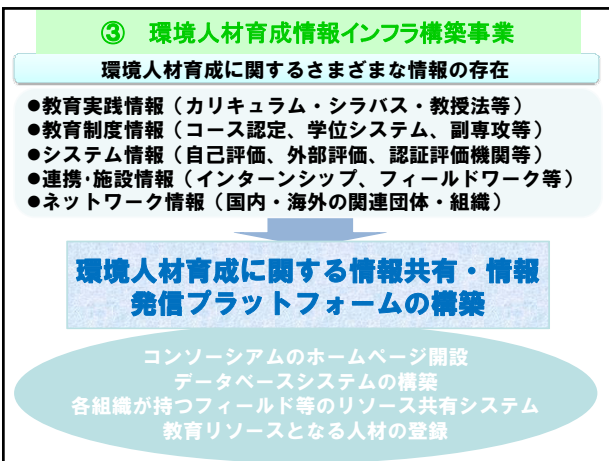 ③ 環境人材育成情報インフラ構築事業
環境人材育成に関するさまざまな情報の存在
●教育実践情報（カリキュラム・シラバス・教授法等）
●教育制度情報（コース認定、学位システム、副専攻等）
●システム情報（自己評価、外部評価、認証評価機関等）
●連携・施設情報（インターンシップ、フィールドワーク等）
●ネットワーク情報（国内・海外の関連団体・組織）
環境人材育成に関する情報共有・情報
発信プラットフォームの構築
コンソーシアムのホームページ開設
データベースシステムの構築
各組織が持つフィールド等のリソース共有システム
教育リソースとなる人材の登録